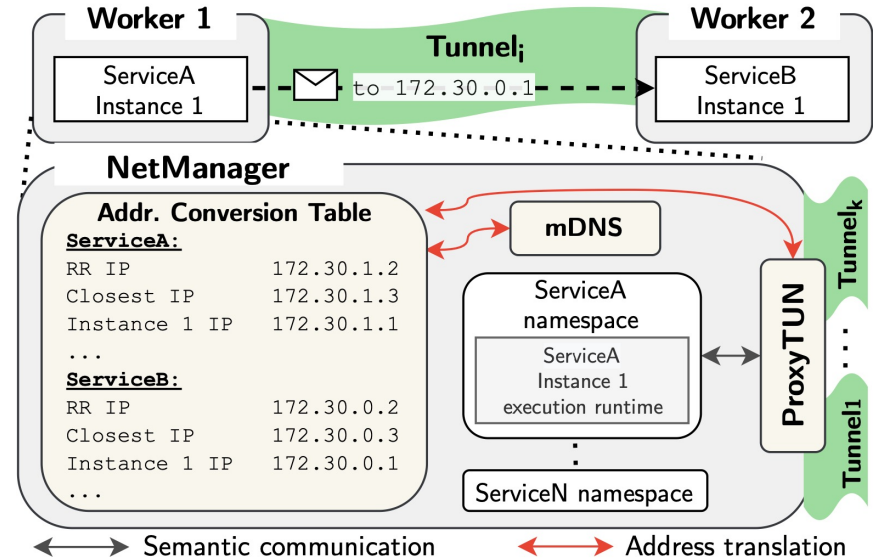 Worker 1
Tunnel_i
Worker 2
ServiceA
Instance 1
to 172.30.0.1
ServiceB
Instance 1
NetManager
Addr. Conversion Table
ServiceA:
RR IP 172.30.1.2
Closest IP 172.30.1.3
Instance 1 IP 172.30.1.1
...
ServiceB:
RR IP 172.30.0.2
Closest IP 172.30.0.3
Instance 1 IP 172.30.0.1
...
mDNS
ServiceA
namespace
ServiceA
Instance 1
execution runtime
ServiceN namespace
ProxyTUN
Tunnel_k
Tunnel1
Semantic communication
Address translation